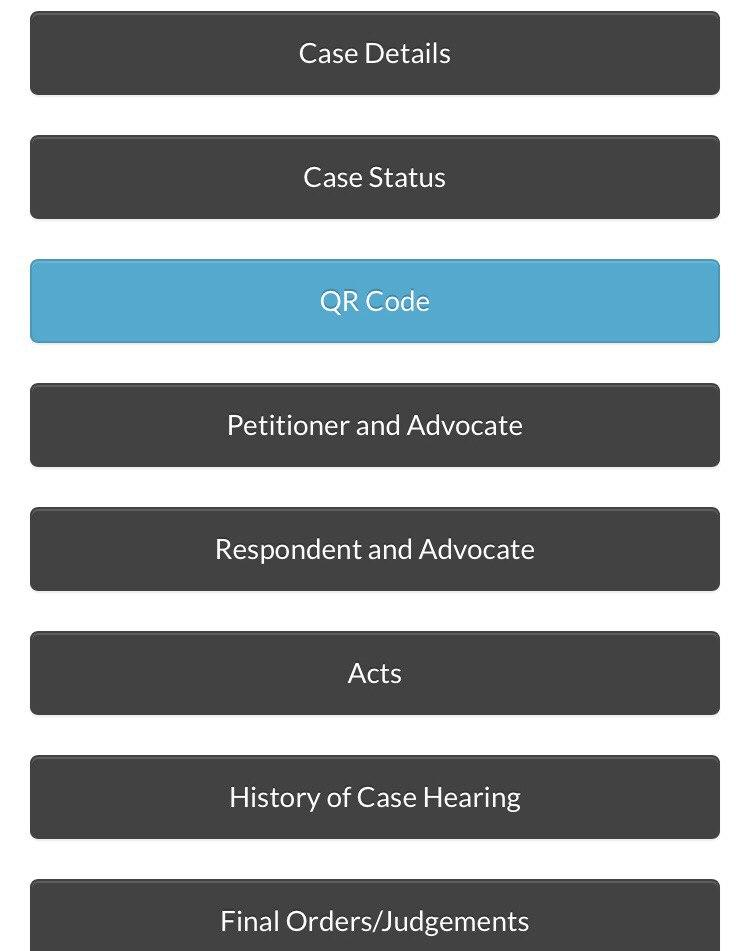 Case Details
Case Status
QR Code
Petitioner and Advocate
Respondent and Advocate
Acts
History of Case Hearing
Final Orders/Judgements